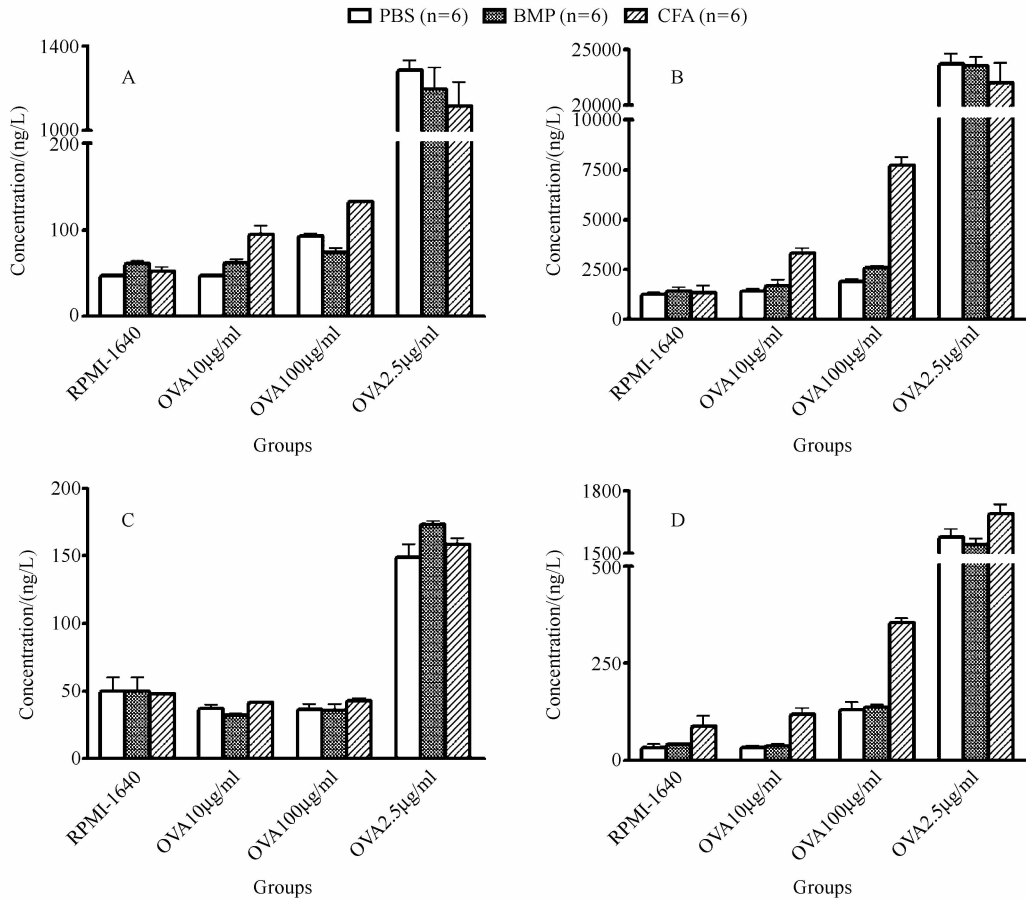 PBS (n=6) BMP (n=6) CFA (n=6)
A
Concentration/(ng/L)
1400
1000
200
100
0
RPMI-1640
OVA10μg/ml
OVA100μg/ml
OVA2.5μg/ml
Groups
B
Concentration/(ng/L)
25000
20000
10000
7500
5000
2500
0
RPMI-1640
OVA10μg/ml
OVA100μg/ml
OVA2.5μg/ml
Groups
C
Concentration/(ng/L)
200
150
100
50
0
RPMI-1640
OVA10μg/ml
OVA100μg/ml
OVA2.5μg/ml
Groups
D
Concentration/(ng/L)
1800
1500
500
250
0
RPMI-1640
OVA10μg/ml
OVA100μg/ml
OVA2.5μg/ml
Groups